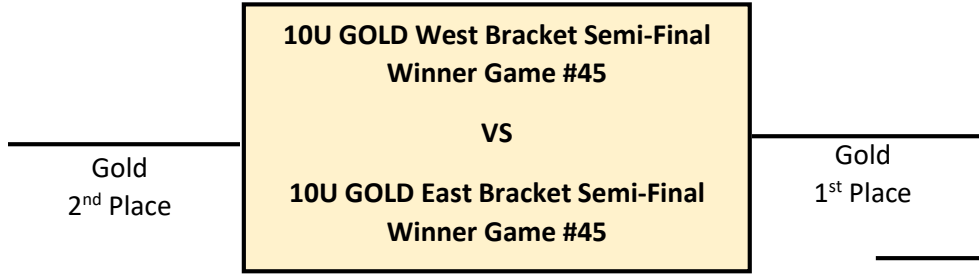 10U GOLD West Bracket Semi-Final
Winner Game #45
VS
10U GOLD East Bracket Semi-Final
Winner Game #45
Gold
2nd Place
Gold
1st Place